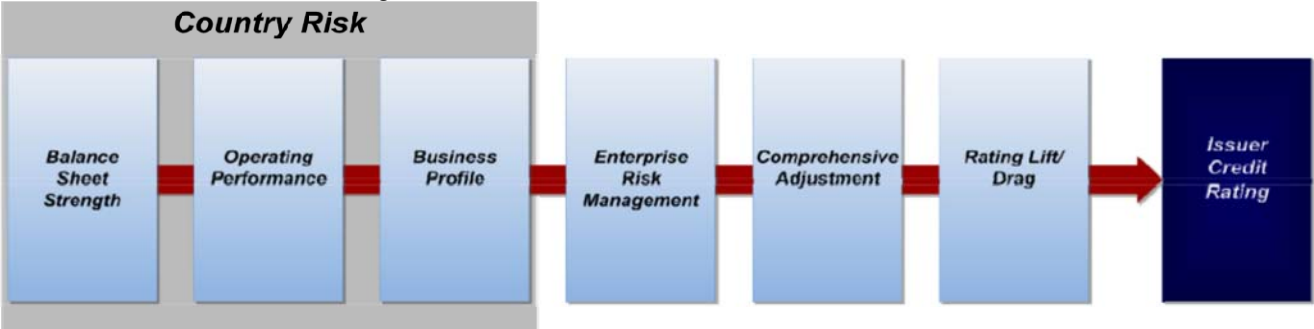 Country Risk
Balance
Sheet
Strength
Operating
Performance
Business
Profile
Enterprise
Risk
Management
Comprehensive
Adjustment
Rating Lift/
Drag
Issuer
Credit
Rating